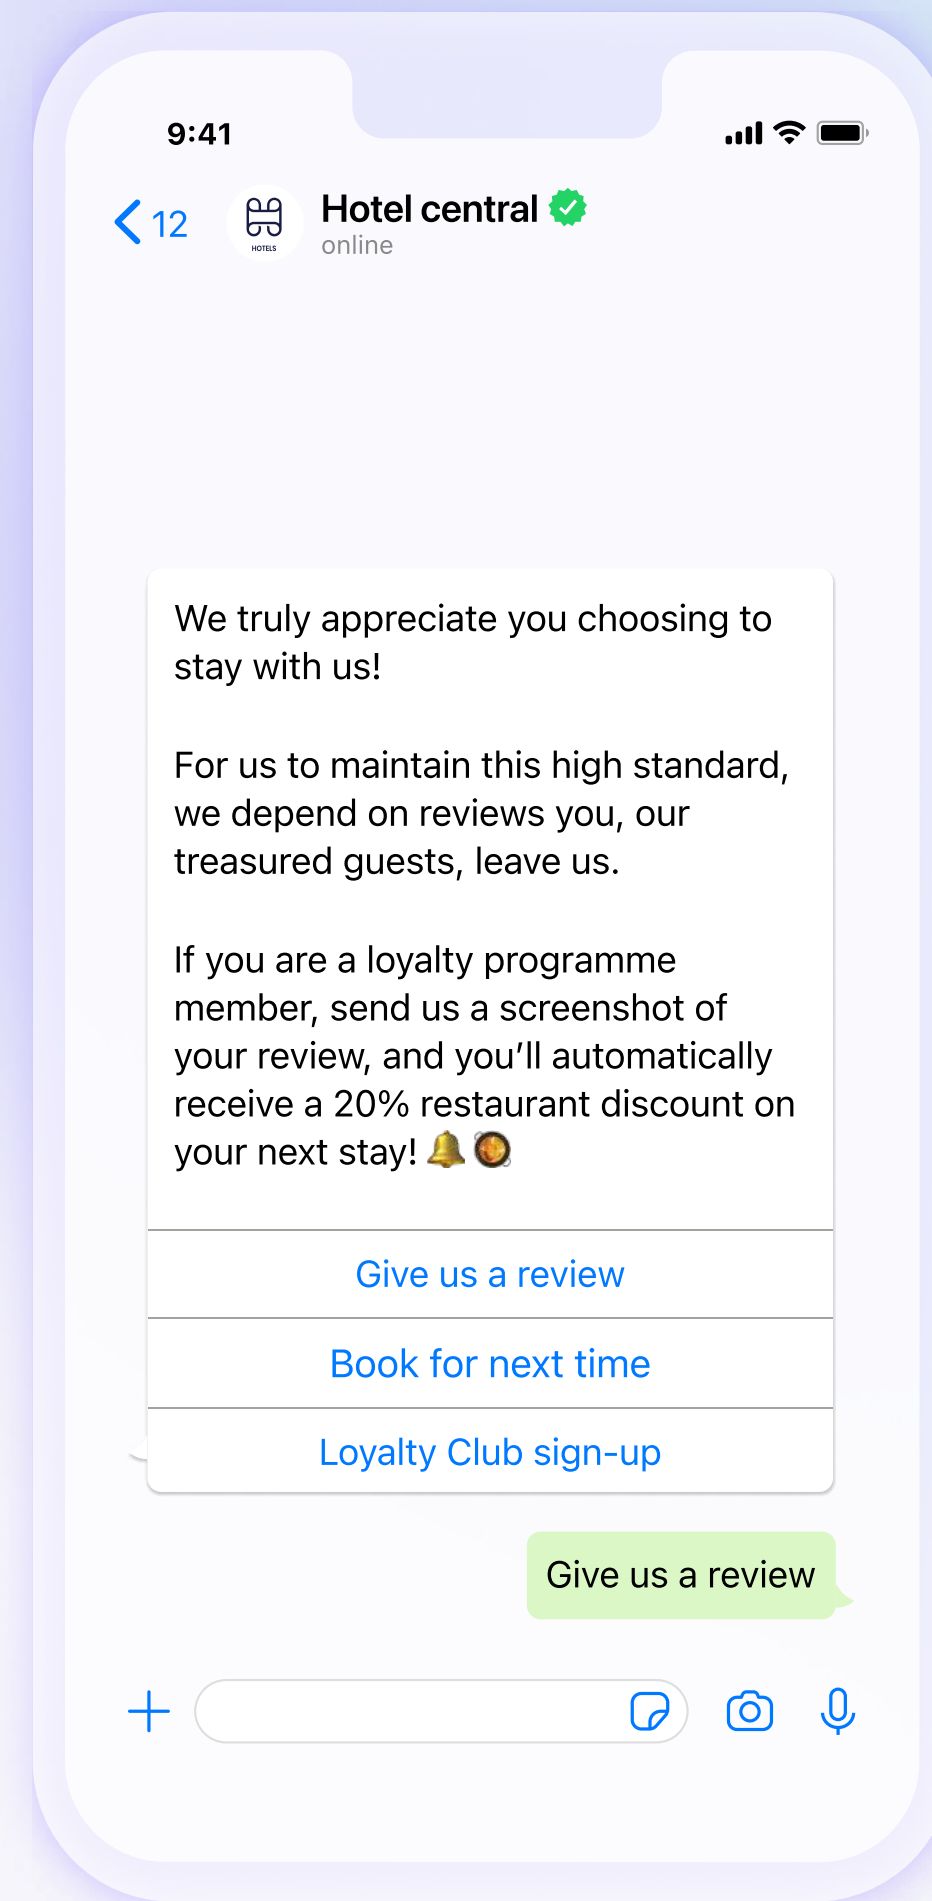 9:41
12
HOTELS
Hotel central
online
We truly appreciate you choosing to
stay with us!
For us to maintain this high standard,
we depend on reviews you, our
treasured guests, leave us.
If you are a loyalty programme
member, send us a screenshot of
your review, and you’ll automatically
receive a 20% restaurant discount on
your next stay! 🔔🥘
Give us a review
Book for next time
Loyalty Club sign-up
Give us a review